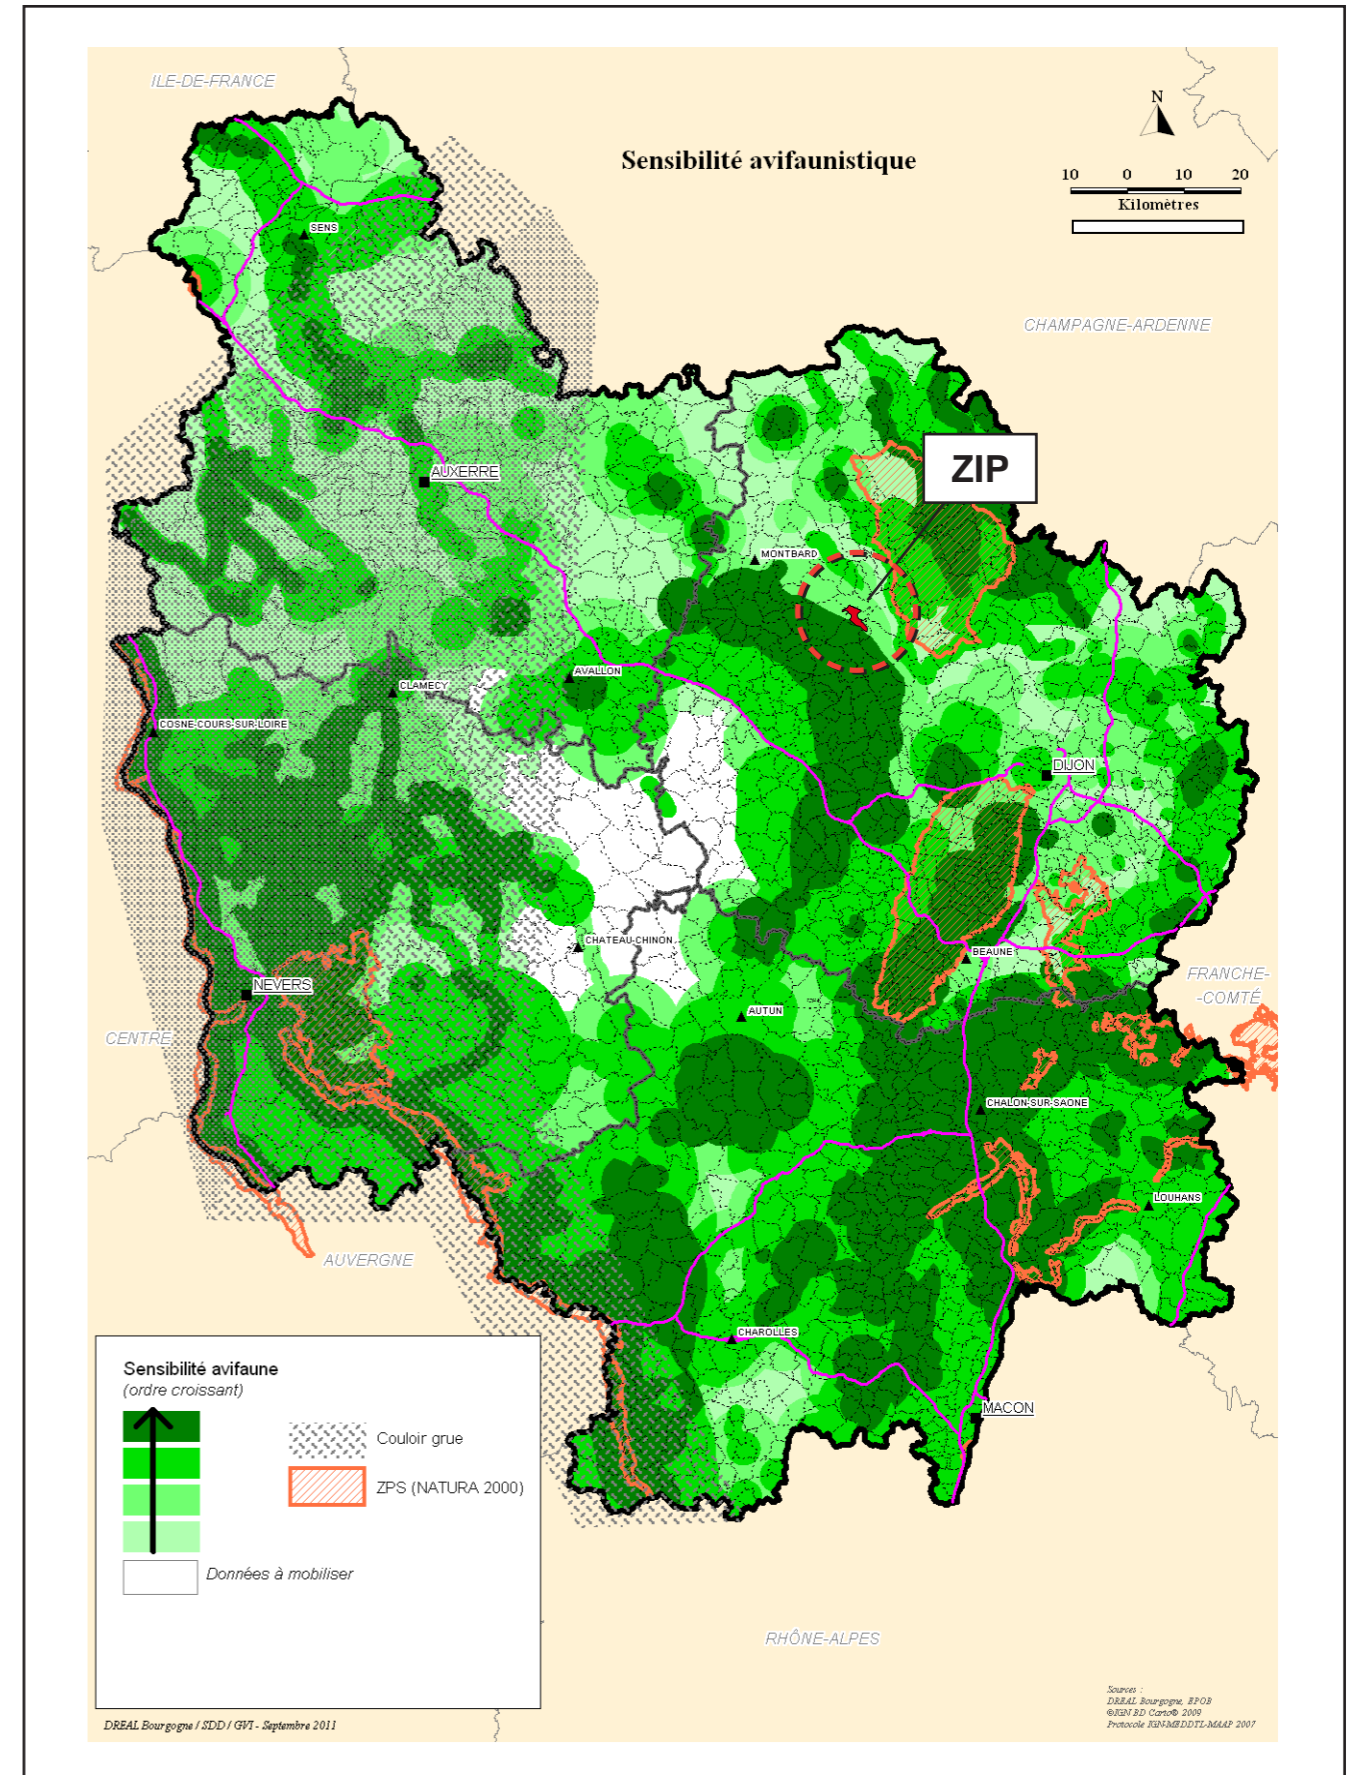 ILE-DE-FRANCE
N
Sensibilité avifaunistique
10 0 10 20
Kilomètres
SENS
CHAMPAGNE-ARDENNE
ZIP
AUXERRE
MONTBARD
AVALLON
CLAMECY
COSNE-COURS-SUR-LOIRE
DIJON
CHATEAU-CHINON
BEAUNE
FRANCHE-
-COMTÉ
NEVERS
AUTUN
CENTRE
CHALON-SUR-SAONE
LOUHANS
AUVERGNE
CHAROLLES
MACON
Sensibilité avifaune
(ordre croissant)
Couloir grue
ZPS (NATURA 2000)
Données à mobiliser
RHÔNE-ALPES
DREAL Bourgogne / SDD / GVI - Septembre 2011
Sources :
DREAL Bourgogne, EPOB
©IGN BD Carto® 2009
Protocole IGN-MEDDTL-MAAP 2007